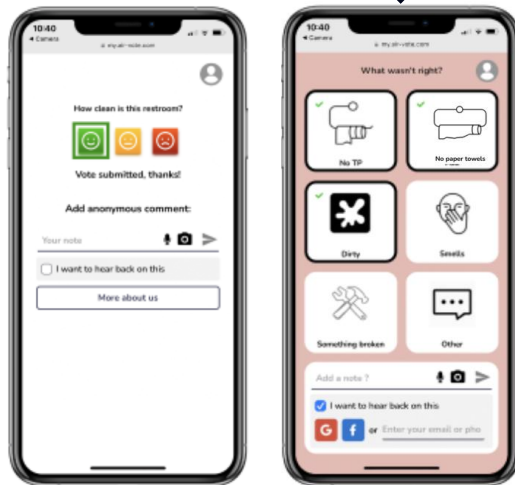 10:40
◀ Camera
my.air-vote.com
How clean is this restroom?
Vote submitted, thanks!
Add anonymous comment:
Your note
I want to hear back on this
More about us
10:40
◀ Camera
my.air-vote.com
What wasn't right?
No TP
No paper towels
Dirty
Smells
Something broken
Other
Add a note ?
I want to hear back on this
G f or Enter your email or pho